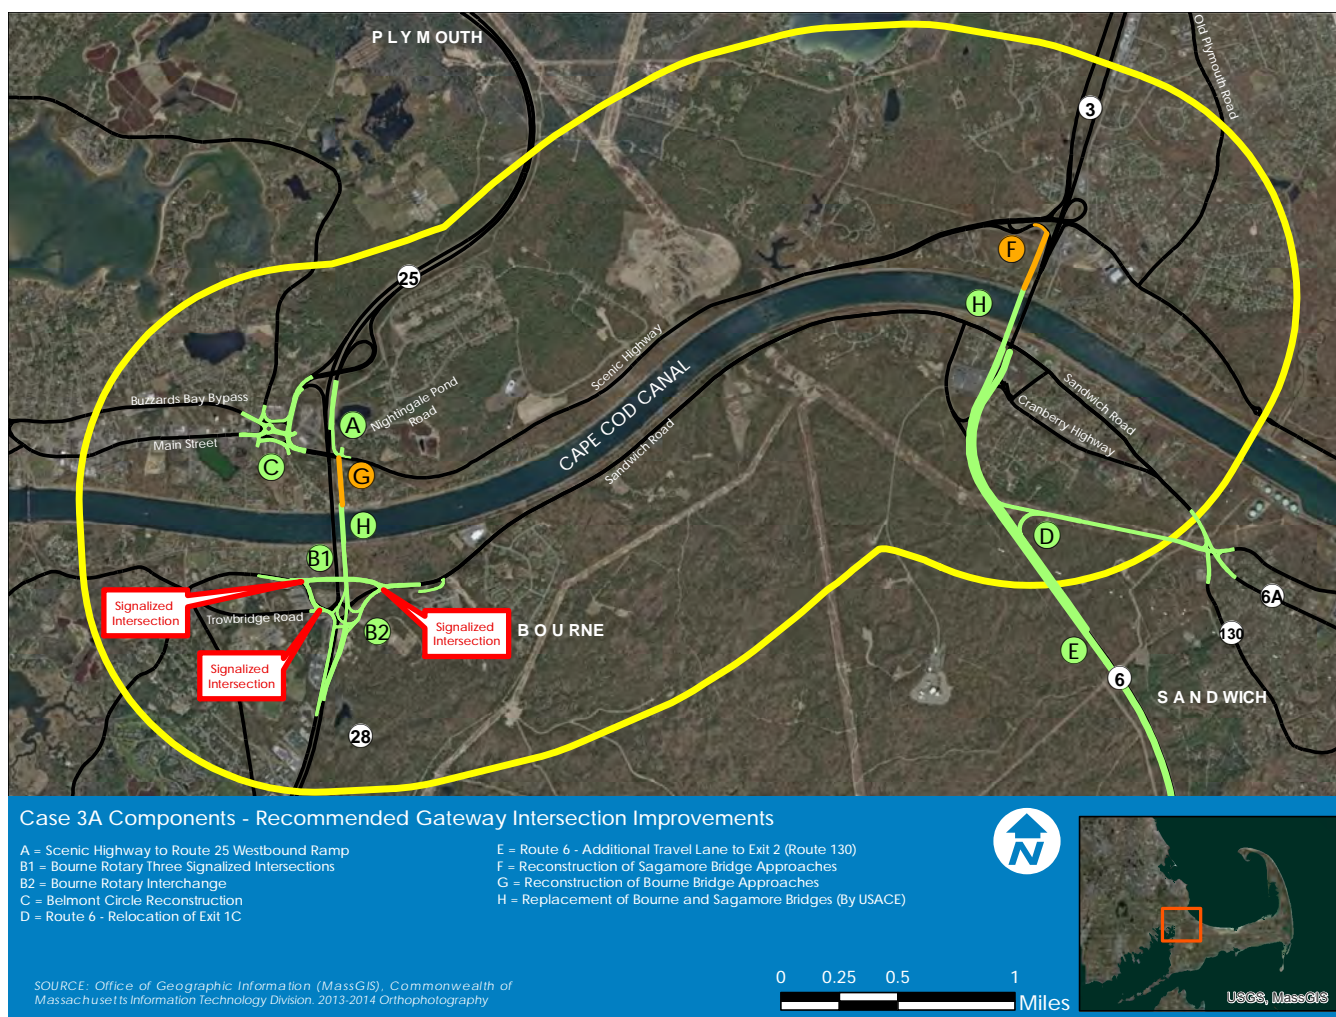 PLYMOUTH
Old Plymouth Road
3
F
25
H
Scenic Highway
Nightingale Pond
Road
Buzzards Bay Bypass
Main Street
A
C
G
CAPE COD CANAL
Sandwich Road
Sandwich Road
Cranberry Highway
H
D
B1
Signalized
Intersection
Trowbridge Road
B2
Signalized
Intersection
BOURNE
Signalized
Intersection
6A
130
E
6
SANDWICH
28
Case 3A Components - Recommended Gateway Intersection Improvements
A = Scenic Highway to Route 25 Westbound Ramp
B1 = Bourne Rotary Three Signalized Intersections
B2 = Bourne Rotary Interchange
C = Belmont Circle Reconstruction
D = Route 6 - Relocation of Exit 1C
E = Route 6 - Additional Travel Lane to Exit 2 (Route 130)
F = Reconstruction of Sagamore Bridge Approaches
G = Reconstruction of Bourne Bridge Approaches
H = Replacement of Bourne and Sagamore Bridges (By USACE)
N
SOURCE: Office of Geographic Information (MassGIS), Commonwealth of
Massachusetts Information Technology Division. 2013-2014 Orthophotography
0 0.25 0.5 1
Miles
USGS, MassGIS